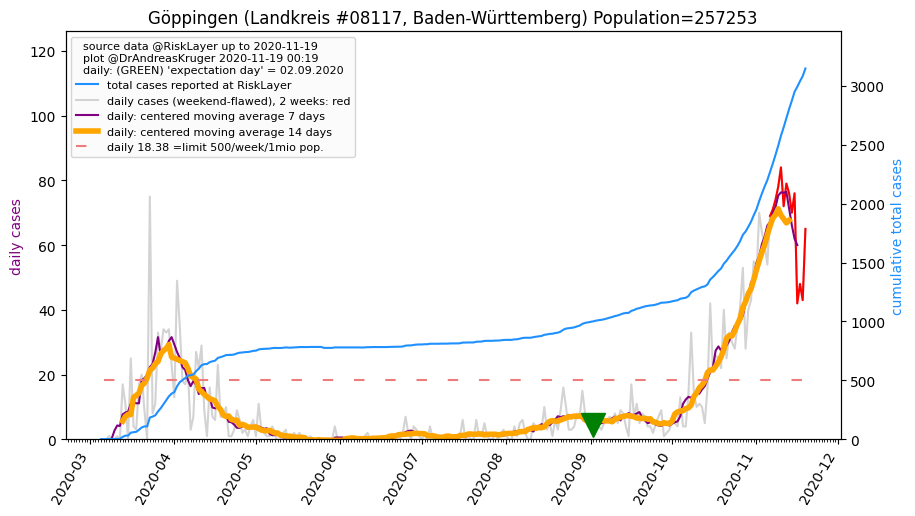 Göppingen (Landkreis #08117, Baden-Württemberg) Population=257253
source data @RiskLayer up to 2020-11-19
plot @DrAndreasKruger 2020-11-19 00:19
daily: (GREEN) 'expectation day' = 02.09.2020
total cases reported at RiskLayer
daily cases (weekend-flawed), 2 weeks: red
daily: centered moving average 7 days
daily: centered moving average 14 days
daily 18.38 =limit 500/week/1mio pop.
daily cases
120
100
80
60
40
20
0
cumulative total cases
3000
2500
2000
1500
1000
500
0
2020-03
2020-04
2020-05
2020-06
2020-07
2020-08
2020-09
2020-10
2020-11
2020-12